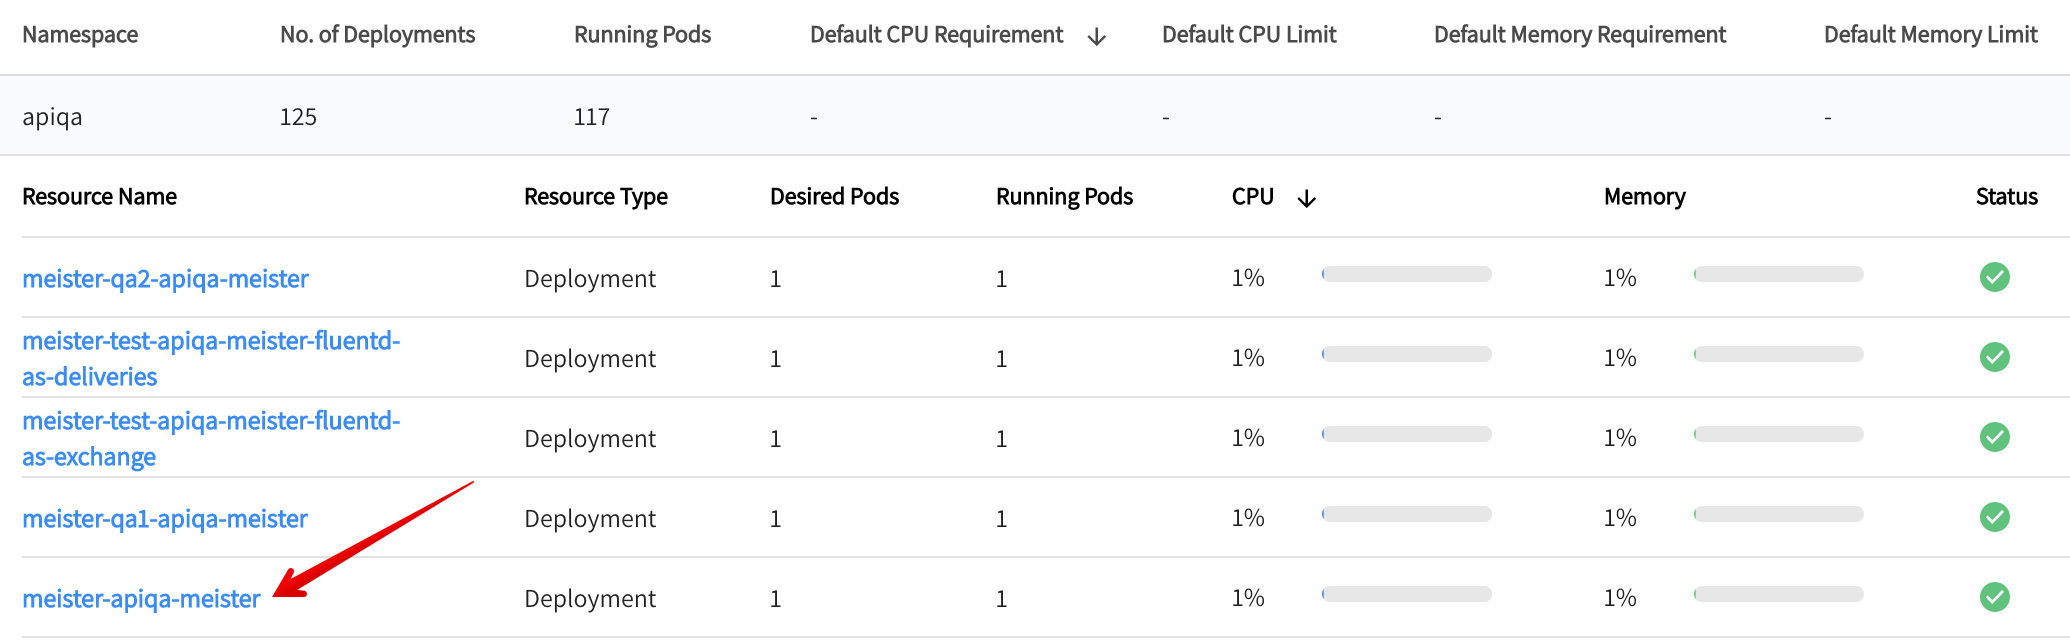 Namespace No. of Deployments Running Pods Default CPU Requirement ↓ Default CPU Limit Default Memory Requirement Default Memory Limit
apiqa 125 117 - - - -
Resource Name Resource Type Desired Pods Running Pods CPU ↓ Memory Status
meister-qa2-apiqa-meister Deployment 1 1 1% 1%
meister-test-apiqa-meister-fluentd-
as-deliveries Deployment 1 1 1% 1%
meister-test-apiqa-meister-fluentd-
as-exchange Deployment 1 1 1% 1%
meister-qa1-apiqa-meister Deployment 1 1 1% 1%
meister-apiqa-meister Deployment 1 1 1% 1%